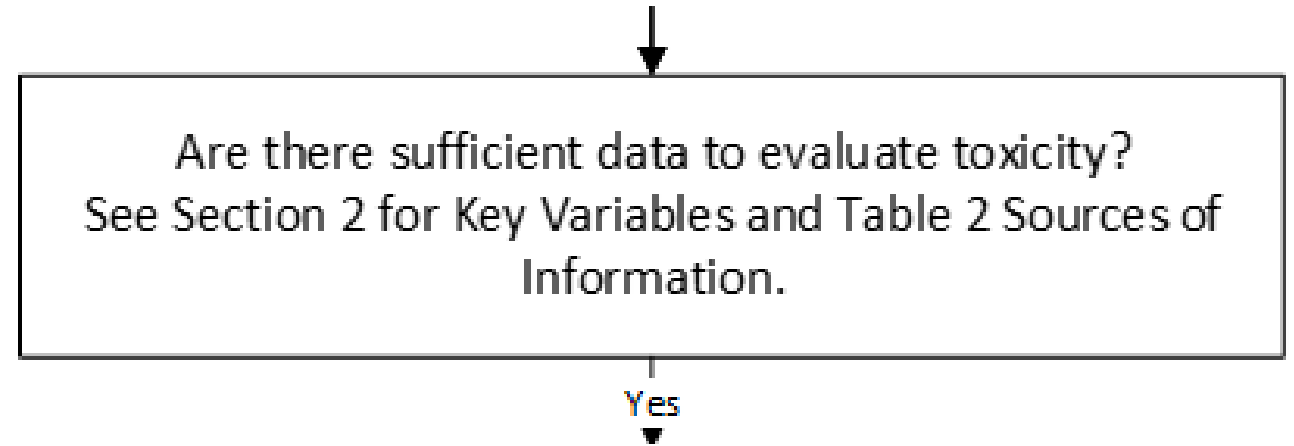 Are there sufficient data to evaluate toxicity?
See Section 2 for Key Variables and Table 2 Sources of
Information.
Yes